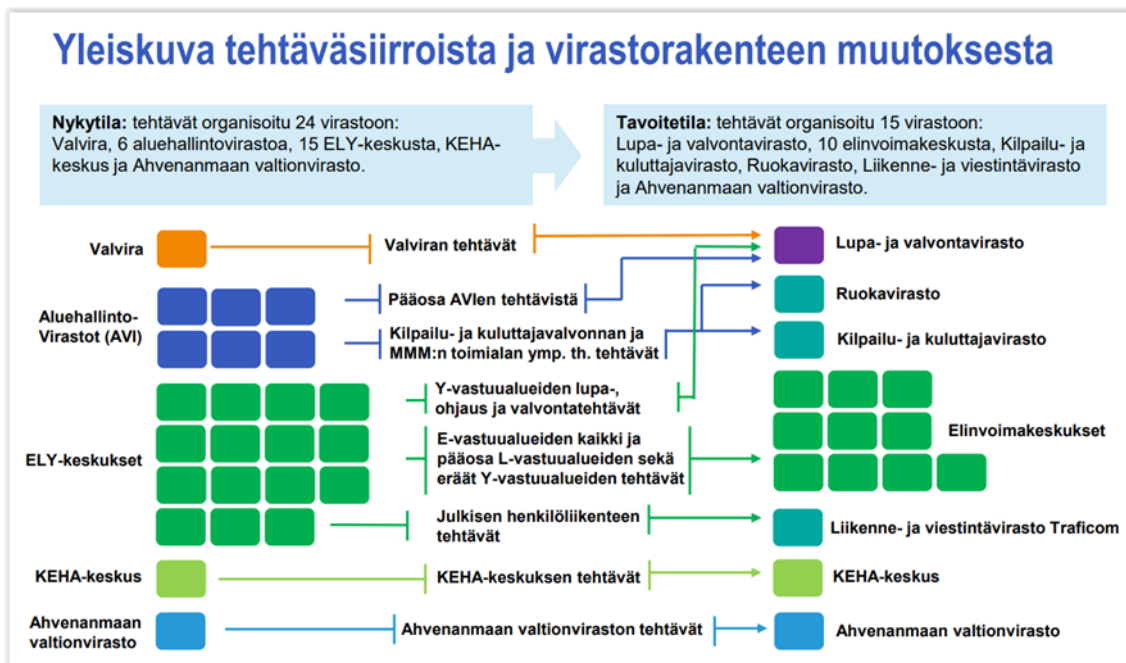 Yleiskuva tehtäväsiirroista ja virastorakenteen muutoksesta
Nykytila: tehtävät organisoitu 24 virastoon:
Valvira, 6 aluehallintovirastoa, 15 ELY-keskusta, KEHA-
keskus ja Ahvenanmaan valtionvirasto.
Tavoitetila: tehtävät organisoitu 15 virastoon:
Lupa- ja valvontavirasto, 10 elinvoimakeskusta, Kilpailu- ja
kuluttajavirasto, Ruokavirasto, Liikenne- ja viestintävirasto
ja Ahvenanmaan valtionvirasto.
Valvira
Valviran tehtävät
Lupa- ja valvontavirasto
Aluehallinto-
Virastot (AVI)
Pääosa AVIen tehtävistä
Kilpailu- ja kuluttajavalvonnan ja
MMM:n toimialan ymp. th. tehtävät
Ruokavirasto
Kilpailu- ja kuluttajavirasto
ELY-keskukset
Y-vastuualueiden lupa-,
ohjaus ja valvontatehtävät
E-vastuualueiden kaikki ja
pääosa L-vastuualueiden sekä
eräät Y-vastuualueiden tehtävät
Elinvoimakeskukset
Julkisen henkilöliikenteen
tehtävät
Liikenne- ja viestintävirasto Traficom
KEHA-keskus
KEHA-keskuksen tehtävät
KEHA-keskus
Ahvenanmaan
valtionvirasto
Ahvenanmaan valtionviraston tehtävät
Ahvenanmaan valtionvirasto